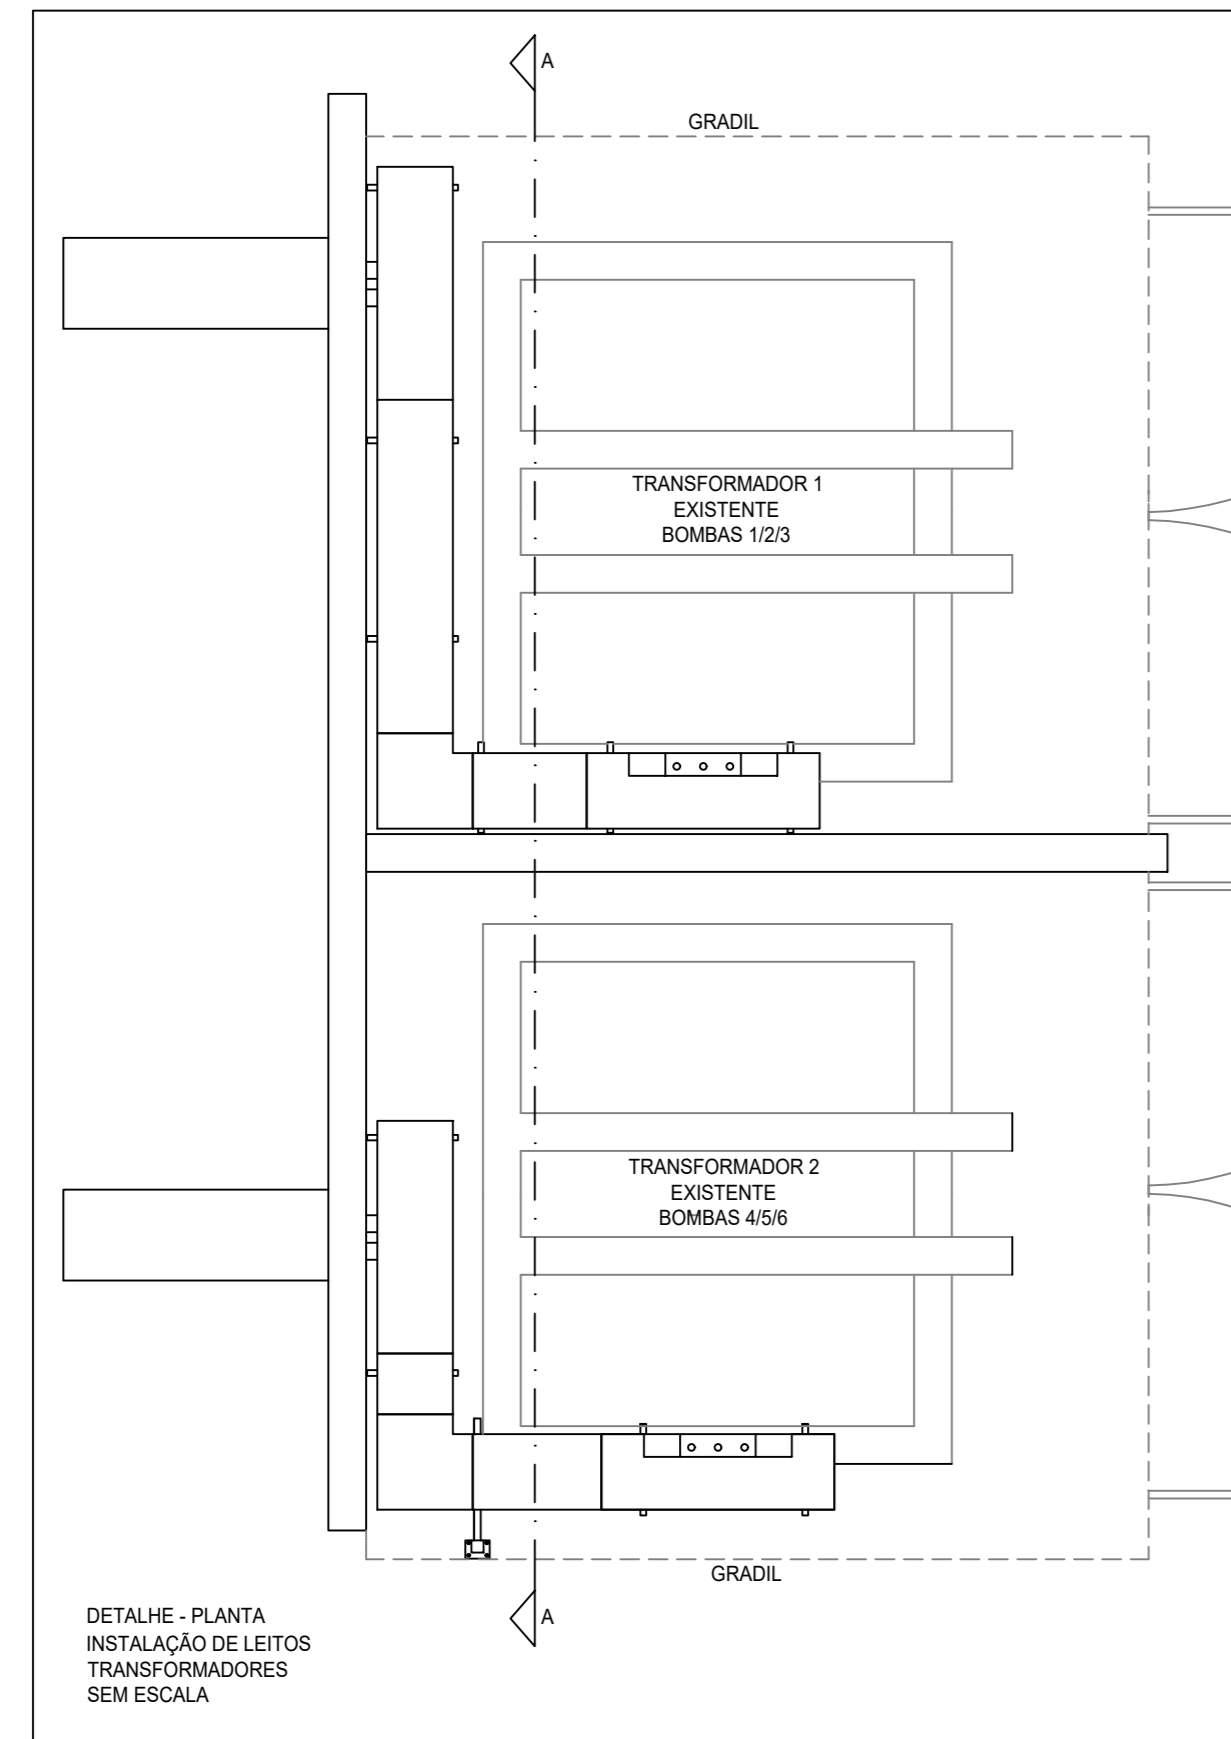 A
GRADIL
TRANSFORMADOR 1
EXISTENTE
BOMBAS 1/2/3
TRANSFORMADOR 2
EXISTENTE
BOMBAS 4/5/6
GRADIL
A
DETALHE - PLANTA
INSTALAÇÃO DE LEITOS
TRANSFORMADORES
SEM ESCALA